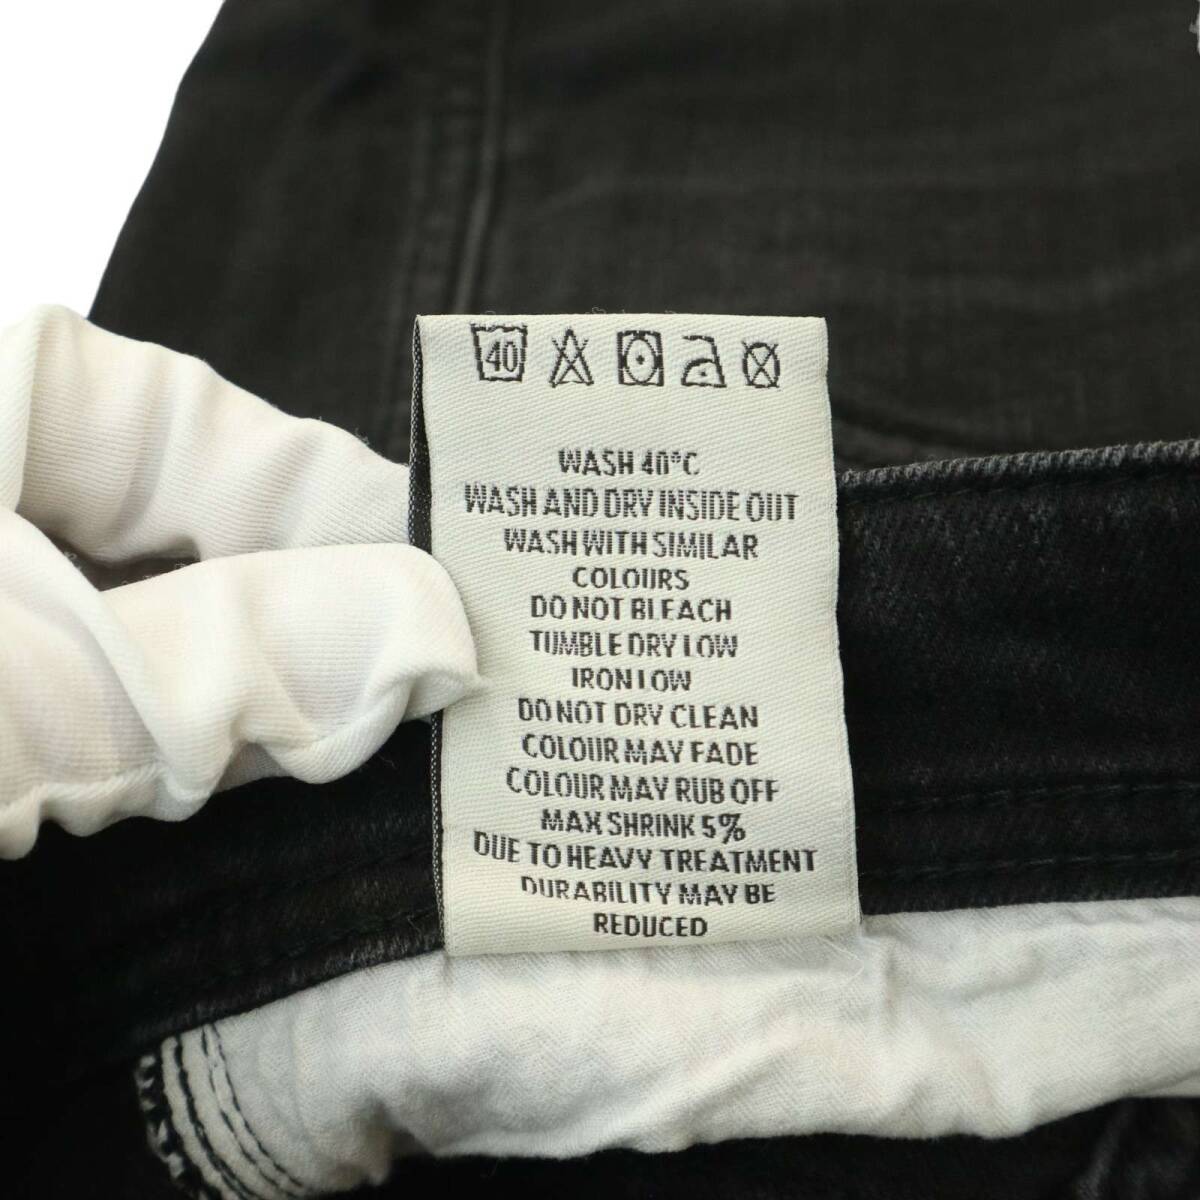 40
WASH 40°C
WASH AND DRY INSIDE OUT
WASH WITH SIMILAR
COLOURS
DO NOT BLEACH
TUMBLE DRY LOW
IRON LOW
DO NOT DRY CLEAN
COLOUR MAY FADE
COLOUR MAY RUB OFF
MAX SHRINK 5%
DUE TO HEAVY TREATMENT
DURABILITY MAY BE
REDUCED